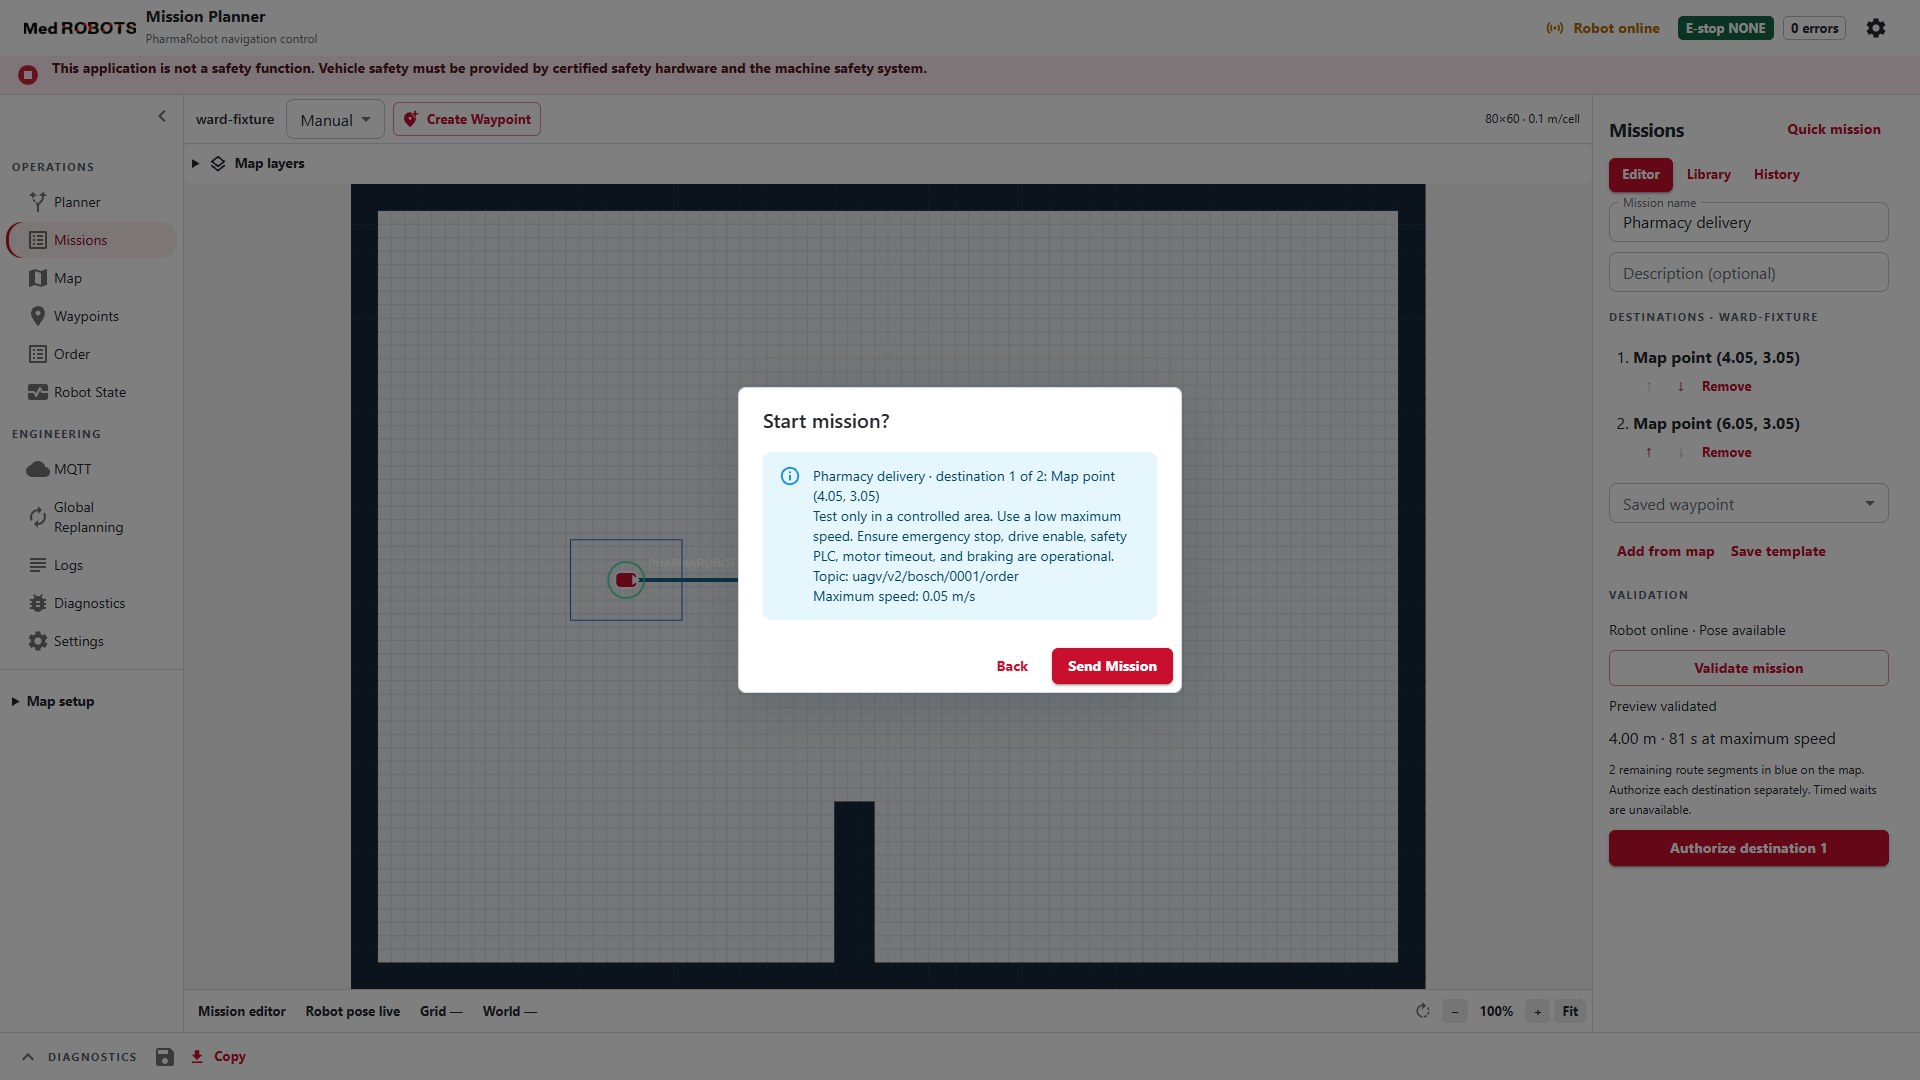 Med ROBOTS
Mission Planner
PharmaRobot navigation control
Robot online
E-stop NONE
0 errors
This application is not a safety function. Vehicle safety must be provided by certified safety hardware and the machine safety system.
OPERATIONS
Planner
Missions
Map
Waypoints
Order
Robot State
ENGINEERING
MQTT
Global
Replanning
Logs
Diagnostics
Settings
Map setup
ward-fixture
Manual
Create Waypoint
80×60 · 0.1 m/cell
Map layers
PHARMAROBOT
Start mission?
Pharmacy delivery · destination 1 of 2: Map point
(4.05, 3.05)
Test only in a controlled area. Use a low maximum
speed. Ensure emergency stop, drive enable, safety
PLC, motor timeout, and braking are operational.
Topic: uagv/v2/bosch/0001/order
Maximum speed: 0.05 m/s
Back
Send Mission
Missions
Quick mission
Editor
Library
History
Mission name
Pharmacy delivery
Description (optional)
DESTINATIONS · WARD-FIXTURE
1. Map point (4.05, 3.05)
↑ ↓ Remove
2. Map point (6.05, 3.05)
↑ ↓ Remove
Saved waypoint
Add from map
Save template
VALIDATION
Robot online · Pose available
Validate mission
Preview validated
4.00 m · 81 s at maximum speed
2 remaining route segments in blue on the map.
Authorize each destination separately. Timed waits
are unavailable.
Authorize destination 1
Mission editor
Robot pose live
Grid —
World —
− 100% + Fit
DIAGNOSTICS
Copy